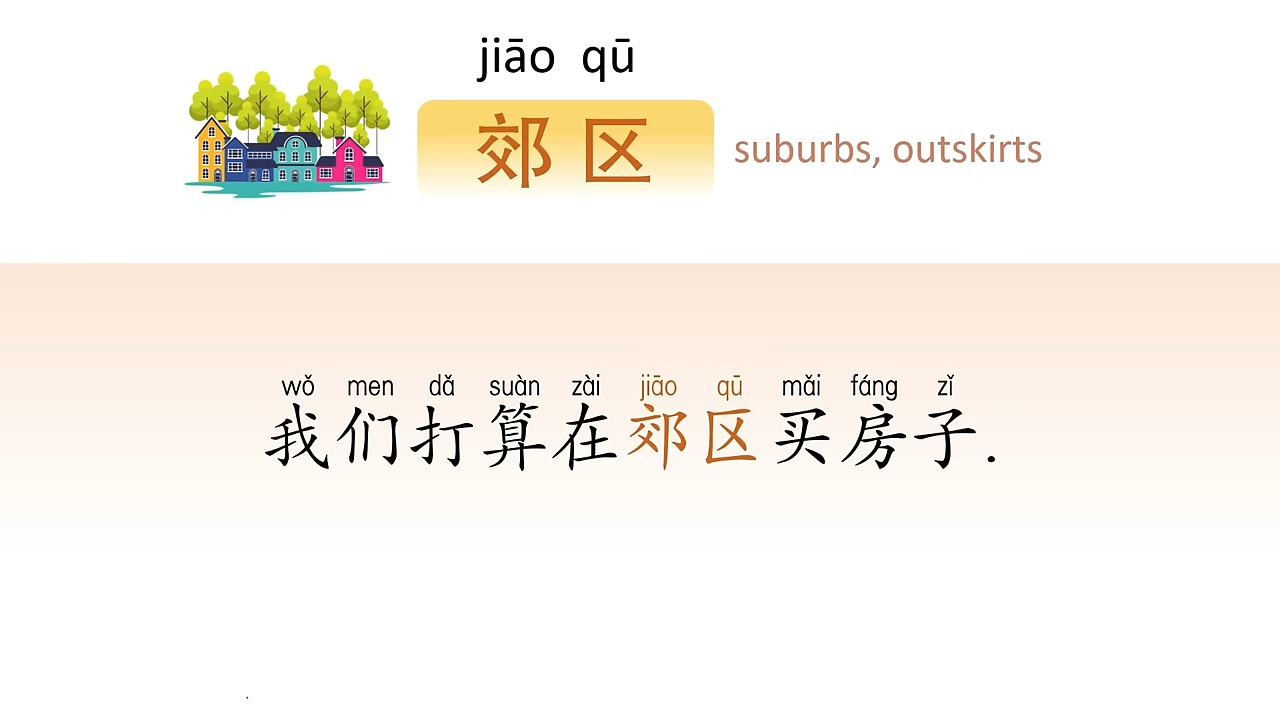 jiāo qū
郊区 suburbs, outskirts
wǒ men dǎ suàn zài jiāo qū mǎi fáng zǐ
我们打算在郊区买房子.